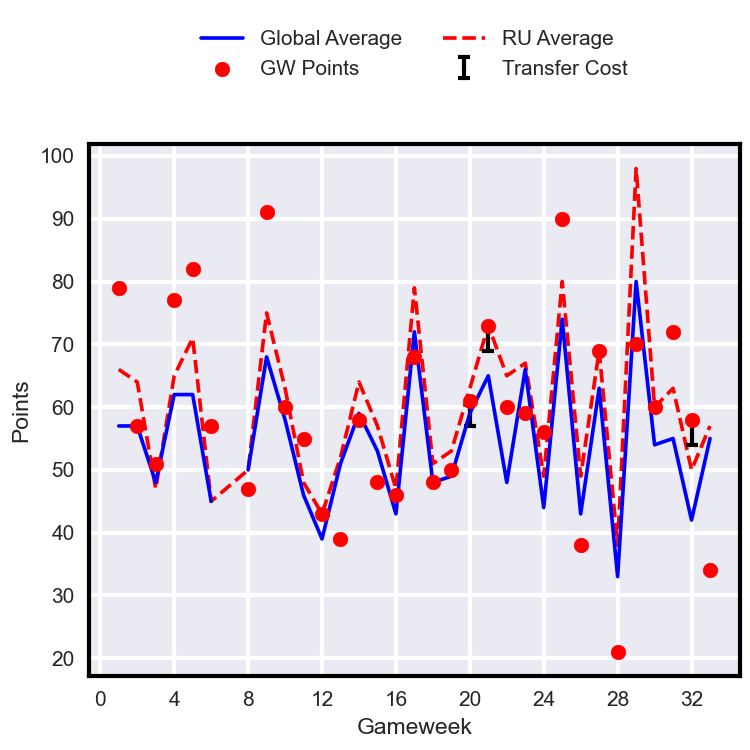 Global Average
RU Average
GW Points
Transfer Cost
100
90
80
70
60
50
40
30
20
Points
0 4 8 12 16 20 24 28 32
Gameweek